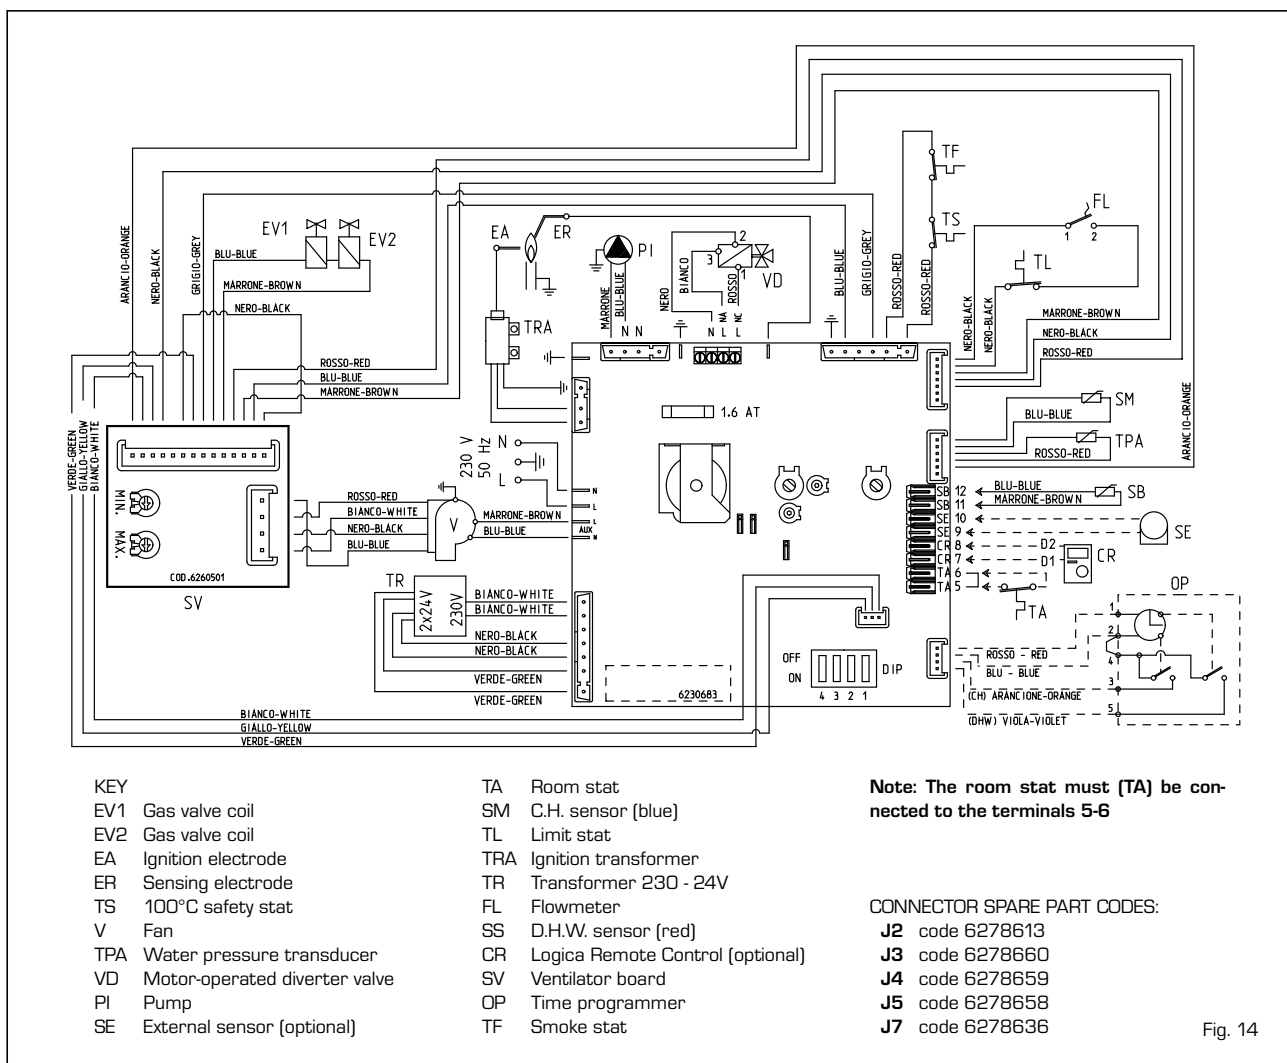 TF
TS
FL
1 2
TL
EV1
EV2
EA
ER
PI
VD
2
3
1
TRA
ARANCIO-ORANGE
NERO-BLACK
GRIGIO-GREY
BLU-BLUE
MARRONE-BROWN
NERO-BLACK
ROSSO-RED
BLU-BLUE
MARRONE-BROWN
MARRONE
BLU-BLUE
N N
NERO
BIANCO
ROSSO
NA
NC
N L L
BLU-BLUE
GRIGIO-GREY
ROSSO-RED
ROSSO-RED
NERO-BLACK
NERO-BLACK
MARRONE-BROWN
NERO-BLACK
ROSSO-RED
ARANCIO-ORANGE
SM
BLU-BLUE
TPA
ROSSO-RED
1.6 AT
230 V
50 Hz
N
L
N
L
L
AUX
N
VERDE-GREEN
GIALLO-YELLOW
BIANCO-WHITE
MIN.
MAX.
COD.6260501
SV
ROSSO-RED
BIANCO-WHITE
NERO-BLACK
BLU-BLUE
V
MARRONE-BROWN
BLU-BLUE
TR
2x24V
230V
BIANCO-WHITE
BIANCO-WHITE
NERO-BLACK
NERO-BLACK
VERDE-GREEN
VERDE-GREEN
SB 12
SB 11
SE 10
SE 9
CR 8
CR 7
TA 6
TA 5
BLU-BLUE
MARRONE-BROWN
SB
SE
D2
D1
CR
TA
OP
1
2
4
3
5
ROSSO - RED
BLU - BLUE
(CH) ARANCIONE-ORANGE
(DHW) VIOLA-VIOLET
OFF
ON
DIP
4 3 2 1
6230683
BIANCO-WHITE
GIALLO-YELLOW
VERDE-GREEN
KEY
EV1 Gas valve coil
EV2 Gas valve coil
EA Ignition electrode
ER Sensing electrode
TS 100°C safety stat
V Fan
TPA Water pressure transducer
VD Motor-operated diverter valve
PI Pump
SE External sensor (optional)
TA Room stat
SM C.H. sensor (blue)
TL Limit stat
TRA Ignition transformer
TR Transformer 230 - 24V
FL Flowmeter
SS D.H.W. sensor (red)
CR Logica Remote Control (optional)
SV Ventilator board
OP Time programmer
TF Smoke stat
Note: The room stat must (TA) be con-
nected to the terminals 5-6
CONNECTOR SPARE PART CODES:
J2 code 6278613
J3 code 6278660
J4 code 6278659
J5 code 6278658
J7 code 6278636
Fig. 14